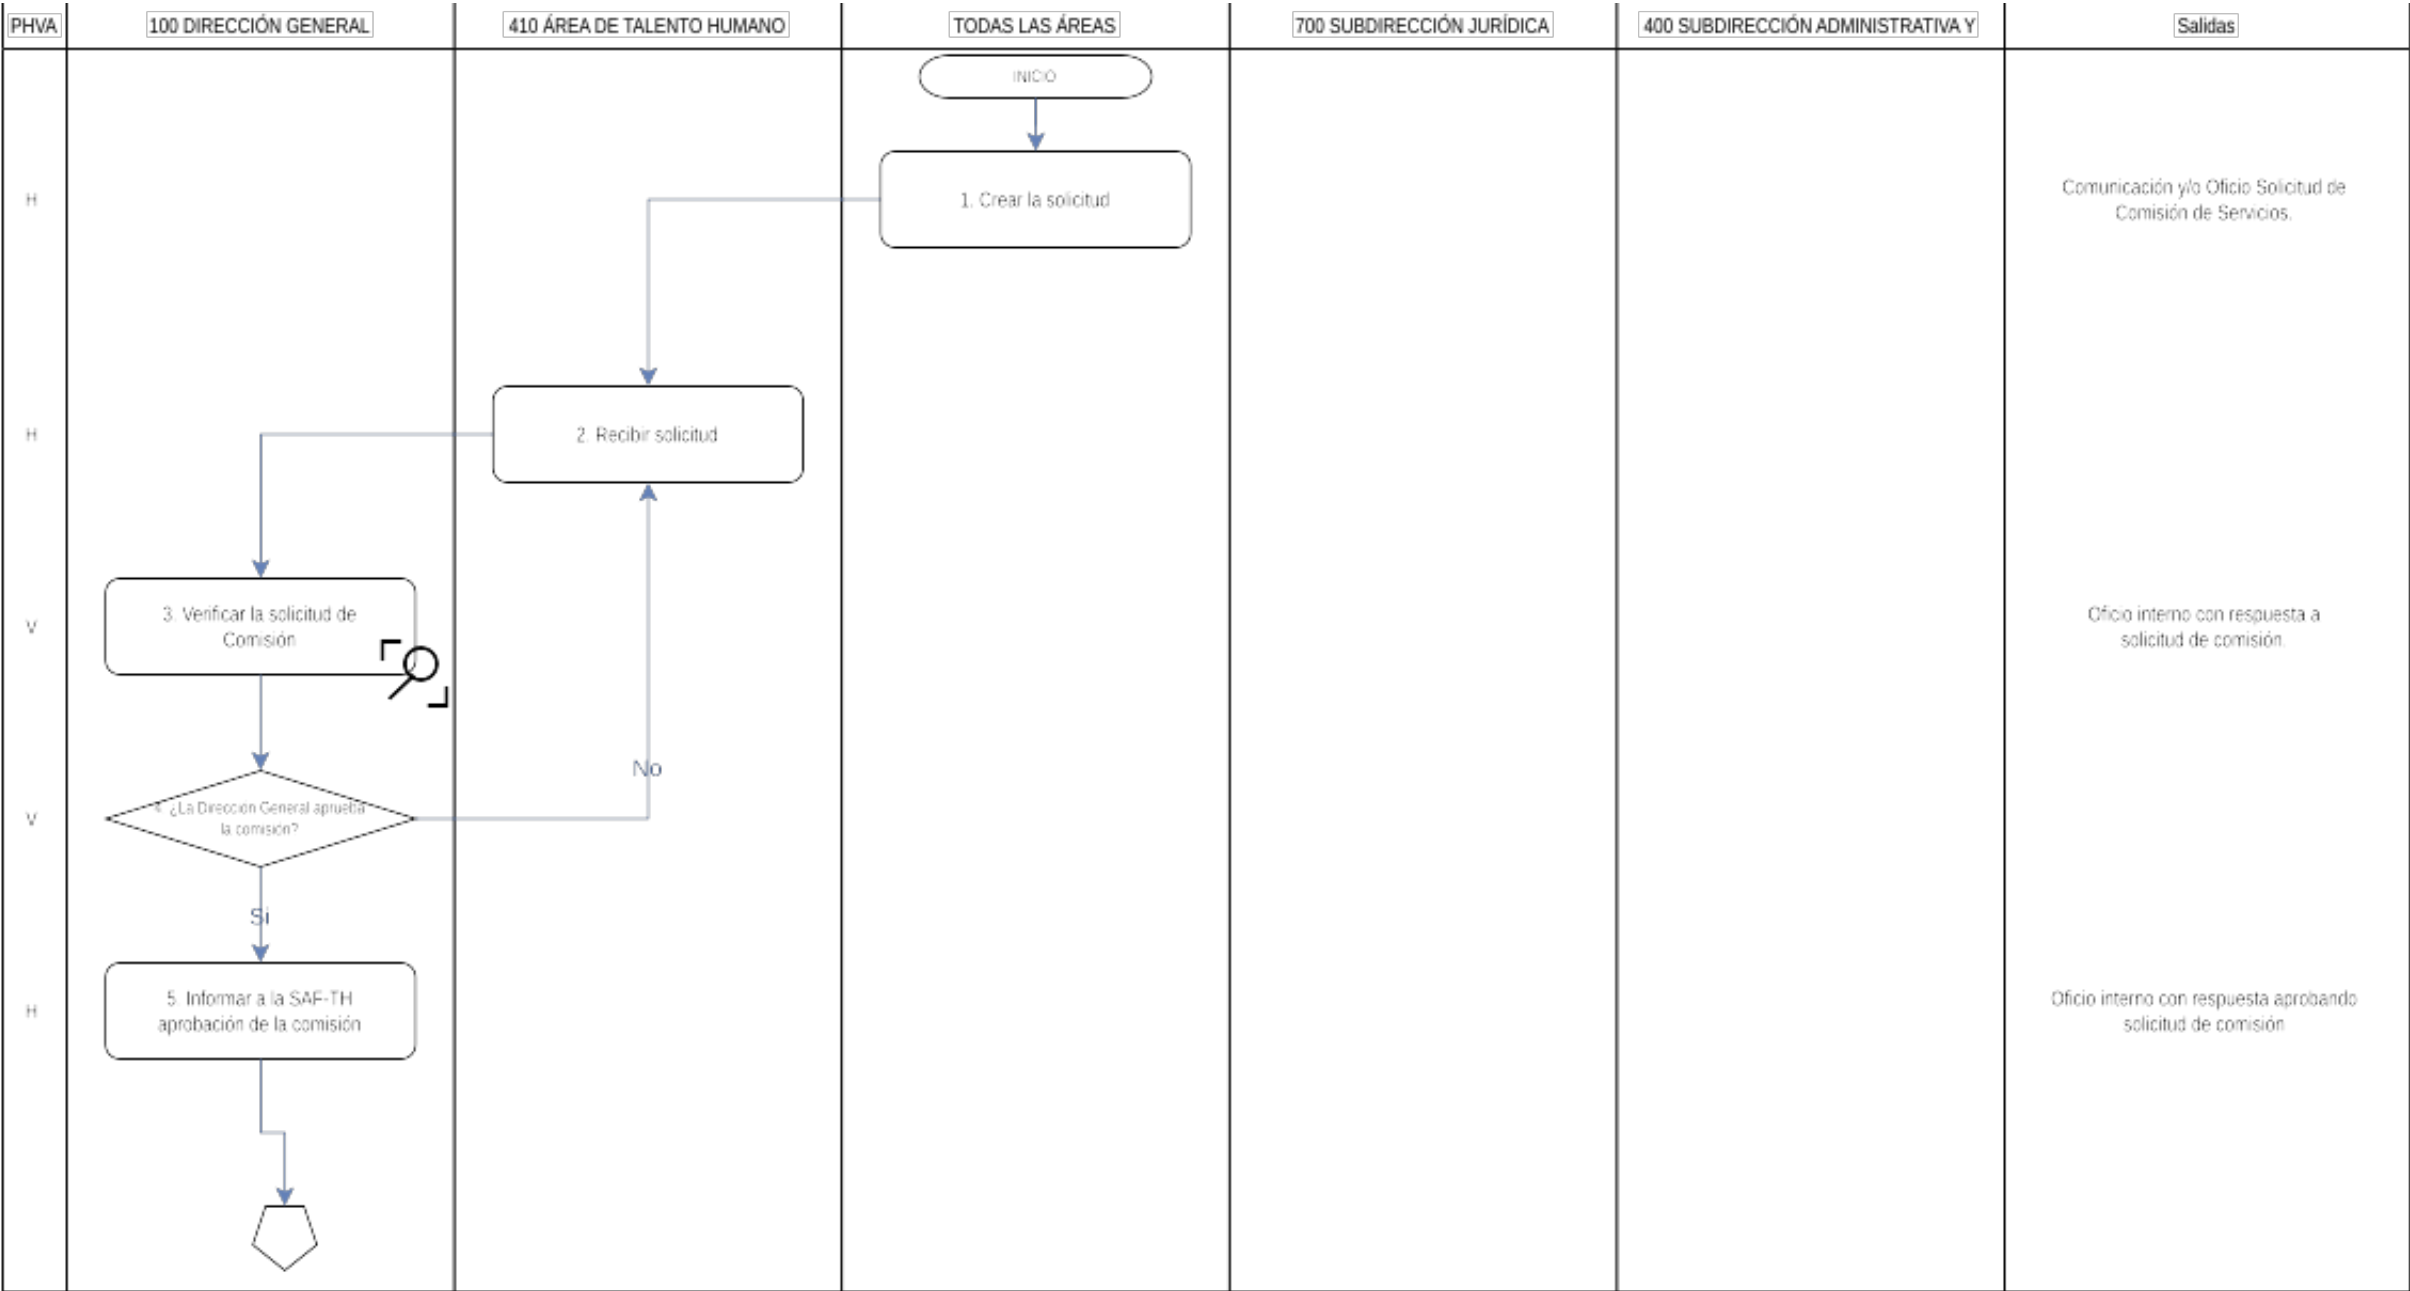 PHVA 100 DIRECCIÓN GENERAL 410 ÁREA DE TALENTO HUMANO TODAS LAS ÁREAS 700 SUBDIRECCIÓN JURÍDICA 400 SUBDIRECCIÓN ADMINISTRATIVA Y Salidas
INICIO
H
1. Crear la solicitud
Comunicación y/o Oficio Solicitud de
Comisión de Servicios.
H
2. Recibir solicitud
V
3. Verificar la solicitud de
Comisión
Oficio interno con respuesta a
solicitud de comisión.
No
V
4. ¿La Dirección General aprueba
la comisión?
Si
H
5. Informar a la SAF-TH
aprobación de la comisión
Oficio interno con respuesta aprobando
solicitud de comisión